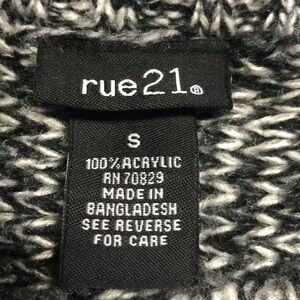 rue21®
S
100% ACRYLIC
RN 70829
MADE IN
BANGLADESH
SEE REVERSE
FOR CARE